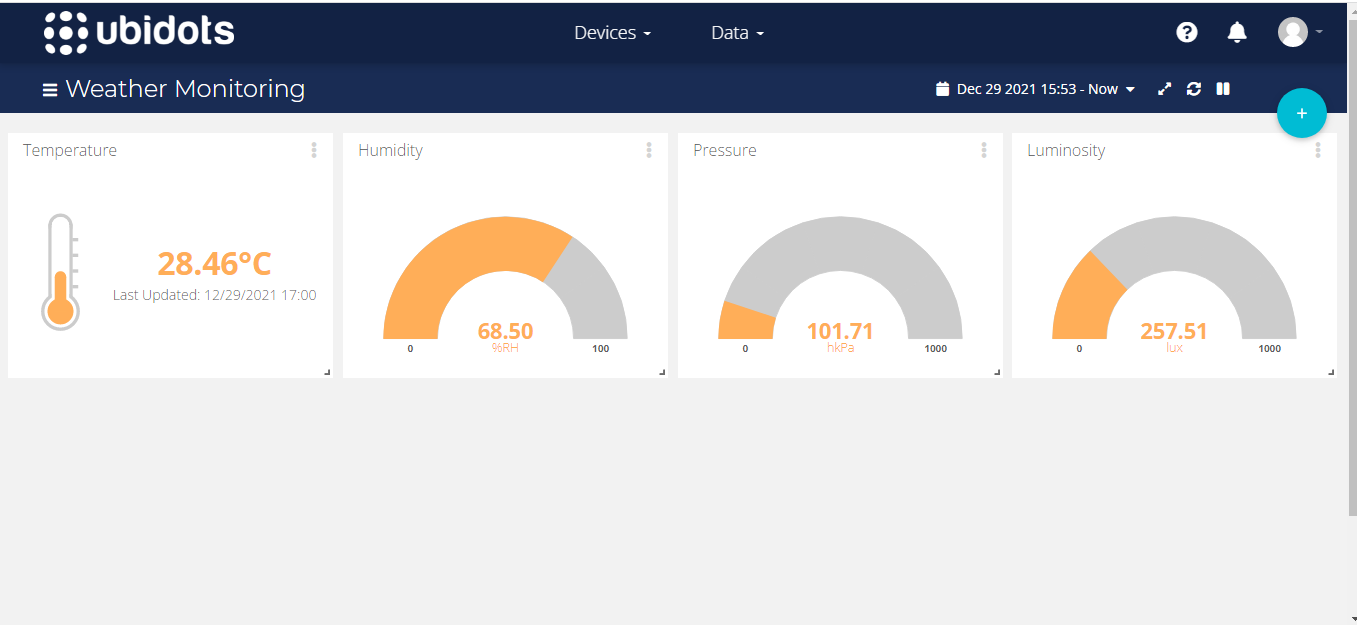 ubidots
Devices
Data
Weather Monitoring
Dec 29 2021 15:53 - Now
Temperature
28.46°C
Last Updated: 12/29/2021 17:00
Humidity
68.50
%RH
0
100
Pressure
101.71
hkPa
0
1000
Luminosity
257.51
lux
0
1000